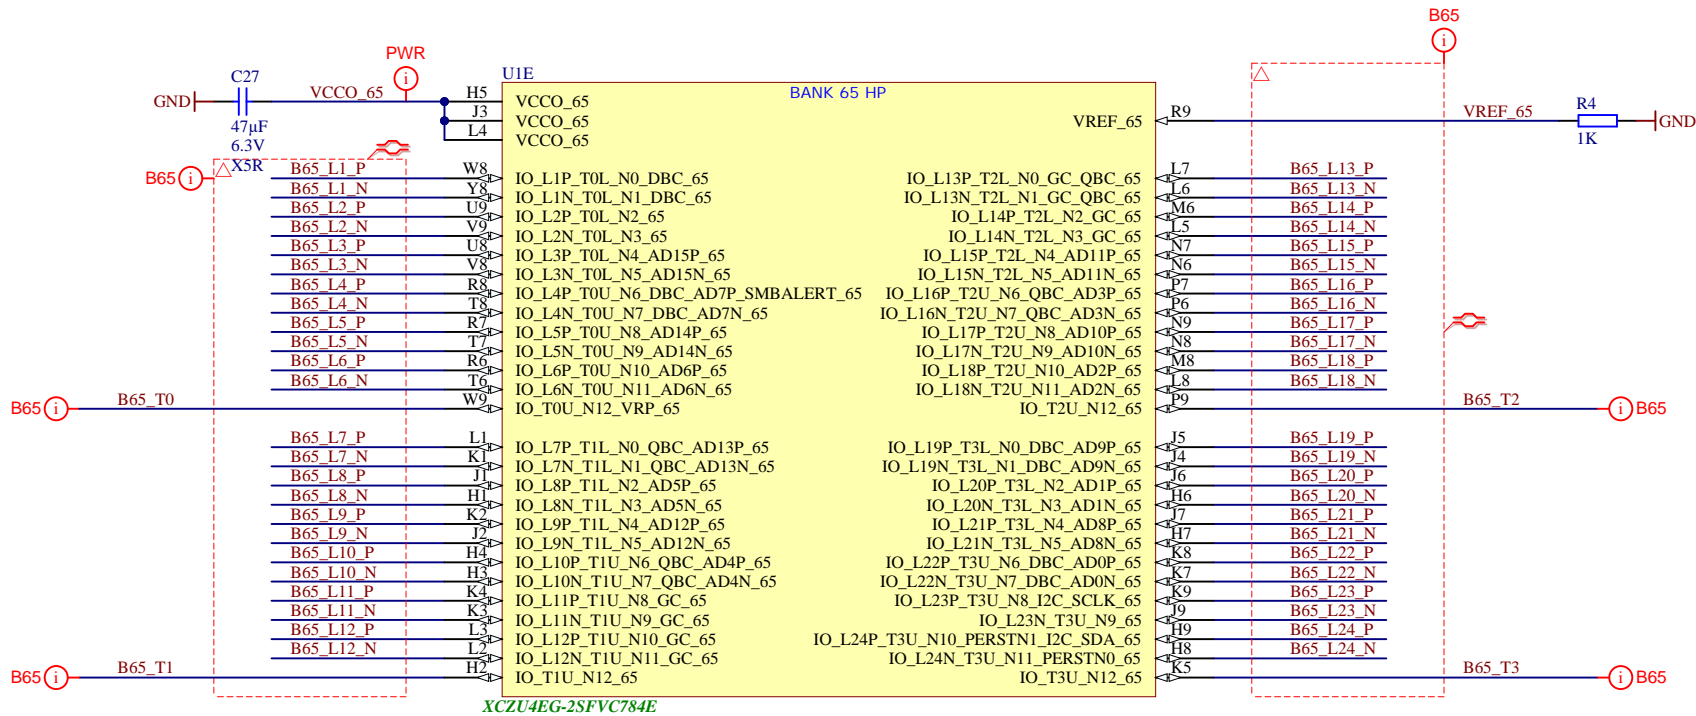 B65
PWR
i
i
C27
U1E
BANK 65 HP
GND
VCCO_65
H5
VCCO_65
J3
VCCO_65
L4
VCCO_65
47µF
6.3V
X5R
VREF_65
R9
VREF_65
R4
1K
GND
B65
i
B65_L1_P W8 IO_L1P_T0L_N0_DBC_65
B65_L1_N Y8 IO_L1N_T0L_N1_DBC_65
B65_L2_P U9 IO_L2P_T0L_N2_65
B65_L2_N V9 IO_L2N_T0L_N3_65
B65_L3_P U8 IO_L3P_T0L_N4_AD15P_65
B65_L3_N V8 IO_L3N_T0L_N5_AD15N_65
B65_L4_P R8 IO_L4P_T0U_N6_DBC_AD7P_SMBALERT_65
B65_L4_N T8 IO_L4N_T0U_N7_DBC_AD7N_65
B65_L5_P R7 IO_L5P_T0U_N8_AD14P_65
B65_L5_N T7 IO_L5N_T0U_N9_AD14N_65
B65_L6_P R6 IO_L6P_T0U_N10_AD6P_65
B65_L6_N T6 IO_L6N_T0U_N11_AD6N_65
B65 i B65_T0 W9 IO_T0U_N12_VRP_65
B65_L7_P L1 IO_L7P_T1L_N0_QBC_AD13P_65
B65_L7_N K1 IO_L7N_T1L_N1_QBC_AD13N_65
B65_L8_P J1 IO_L8P_T1L_N2_AD5P_65
B65_L8_N H1 IO_L8N_T1L_N3_AD5N_65
B65_L9_P K2 IO_L9P_T1L_N4_AD12P_65
B65_L9_N J2 IO_L9N_T1L_N5_AD12N_65
B65_L10_P H4 IO_L10P_T1U_N6_QBC_AD4P_65
B65_L10_N H3 IO_L10N_T1U_N7_QBC_AD4N_65
B65_L11_P K4 IO_L11P_T1U_N8_GC_65
B65_L11_N K3 IO_L11N_T1U_N9_GC_65
B65_L12_P L3 IO_L12P_T1U_N10_GC_65
B65_L12_N L2 IO_L12N_T1U_N11_GC_65
B65 i B65_T1 H2 IO_T1U_N12_65
IO_L13P_T2L_N0_GC_QBC_65 L7 B65_L13_P
IO_L13N_T2L_N1_GC_QBC_65 L6 B65_L13_N
IO_L14P_T2L_N2_GC_65 M6 B65_L14_P
IO_L14N_T2L_N3_GC_65 L5 B65_L14_N
IO_L15P_T2L_N4_AD11P_65 N7 B65_L15_P
IO_L15N_T2L_N5_AD11N_65 N6 B65_L15_N
IO_L16P_T2U_N6_QBC_AD3P_65 P7 B65_L16_P
IO_L16N_T2U_N7_QBC_AD3N_65 P6 B65_L16_N
IO_L17P_T2U_N8_AD10P_65 N9 B65_L17_P
IO_L17N_T2U_N9_AD10N_65 N8 B65_L17_N
IO_L18P_T2U_N10_AD2P_65 M8 B65_L18_P
IO_L18N_T2U_N11_AD2N_65 L8 B65_L18_N
IO_T2U_N12_65 P9 B65_T2 i B65
IO_L19P_T3L_N0_DBC_AD9P_65 J5 B65_L19_P
IO_L19N_T3L_N1_DBC_AD9N_65 J4 B65_L19_N
IO_L20P_T3L_N2_AD1P_65 J6 B65_L20_P
IO_L20N_T3L_N3_AD1N_65 H6 B65_L20_N
IO_L21P_T3L_N4_AD8P_65 J7 B65_L21_P
IO_L21N_T3L_N5_AD8N_65 H7 B65_L21_N
IO_L22P_T3U_N6_DBC_AD0P_65 K8 B65_L22_P
IO_L22N_T3U_N7_DBC_AD0N_65 K7 B65_L22_N
IO_L23P_T3U_N8_I2C_SCLK_65 K9 B65_L23_P
IO_L23N_T3U_N9_65 J9 B65_L23_N
IO_L24P_T3U_N10_PERSTN1_I2C_SDA_65 H9 B65_L24_P
IO_L24N_T3U_N11_PERSTN0_65 H8 B65_L24_N
IO_T3U_N12_65 K5 B65_T3 i B65
XCZU4EG-2SFVC784E